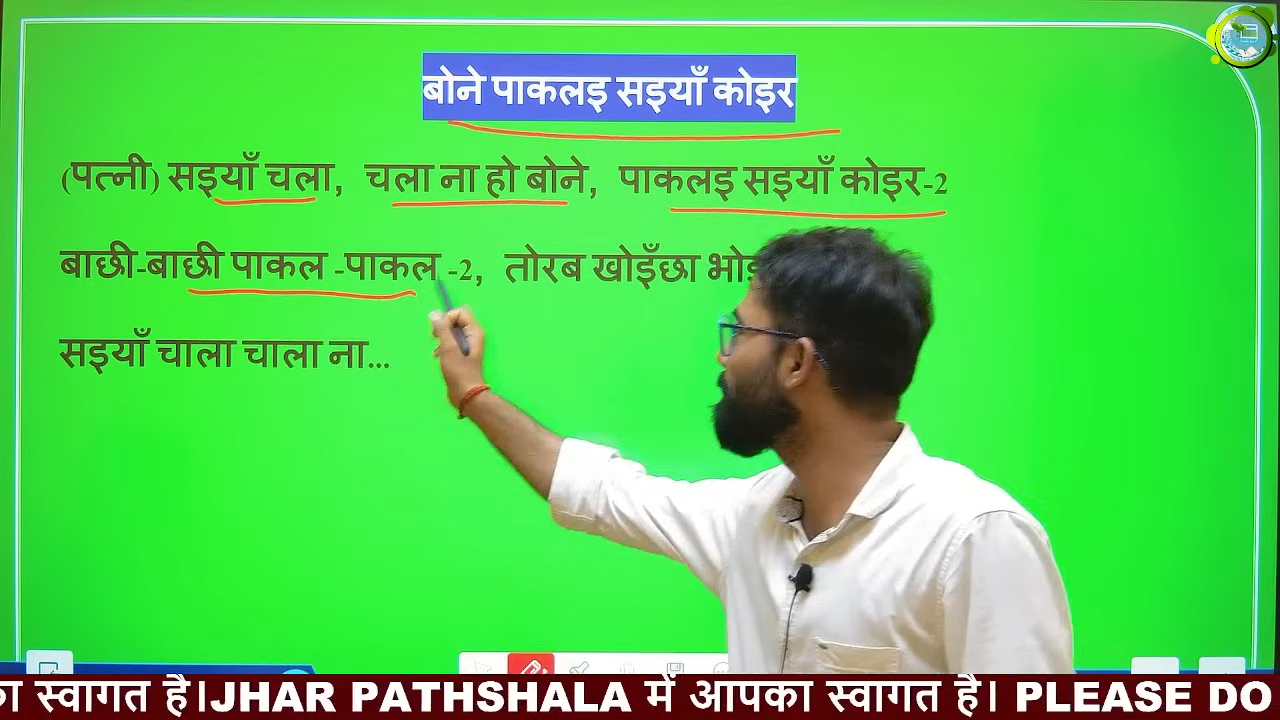 बोने पाकलइ सइयाँ कोइर
(पत्नी) सइयाँ चला, चला ना हो बोने, पाकलइ सइयाँ कोइर-2
बाछी-बाछी पाकल -पाकल -2, तोरब खोइँछा
सइयाँ चाला चाला ना...
स्वागत है।JHAR PATHSHALA में आपका स्वागत है। PLEASE DO